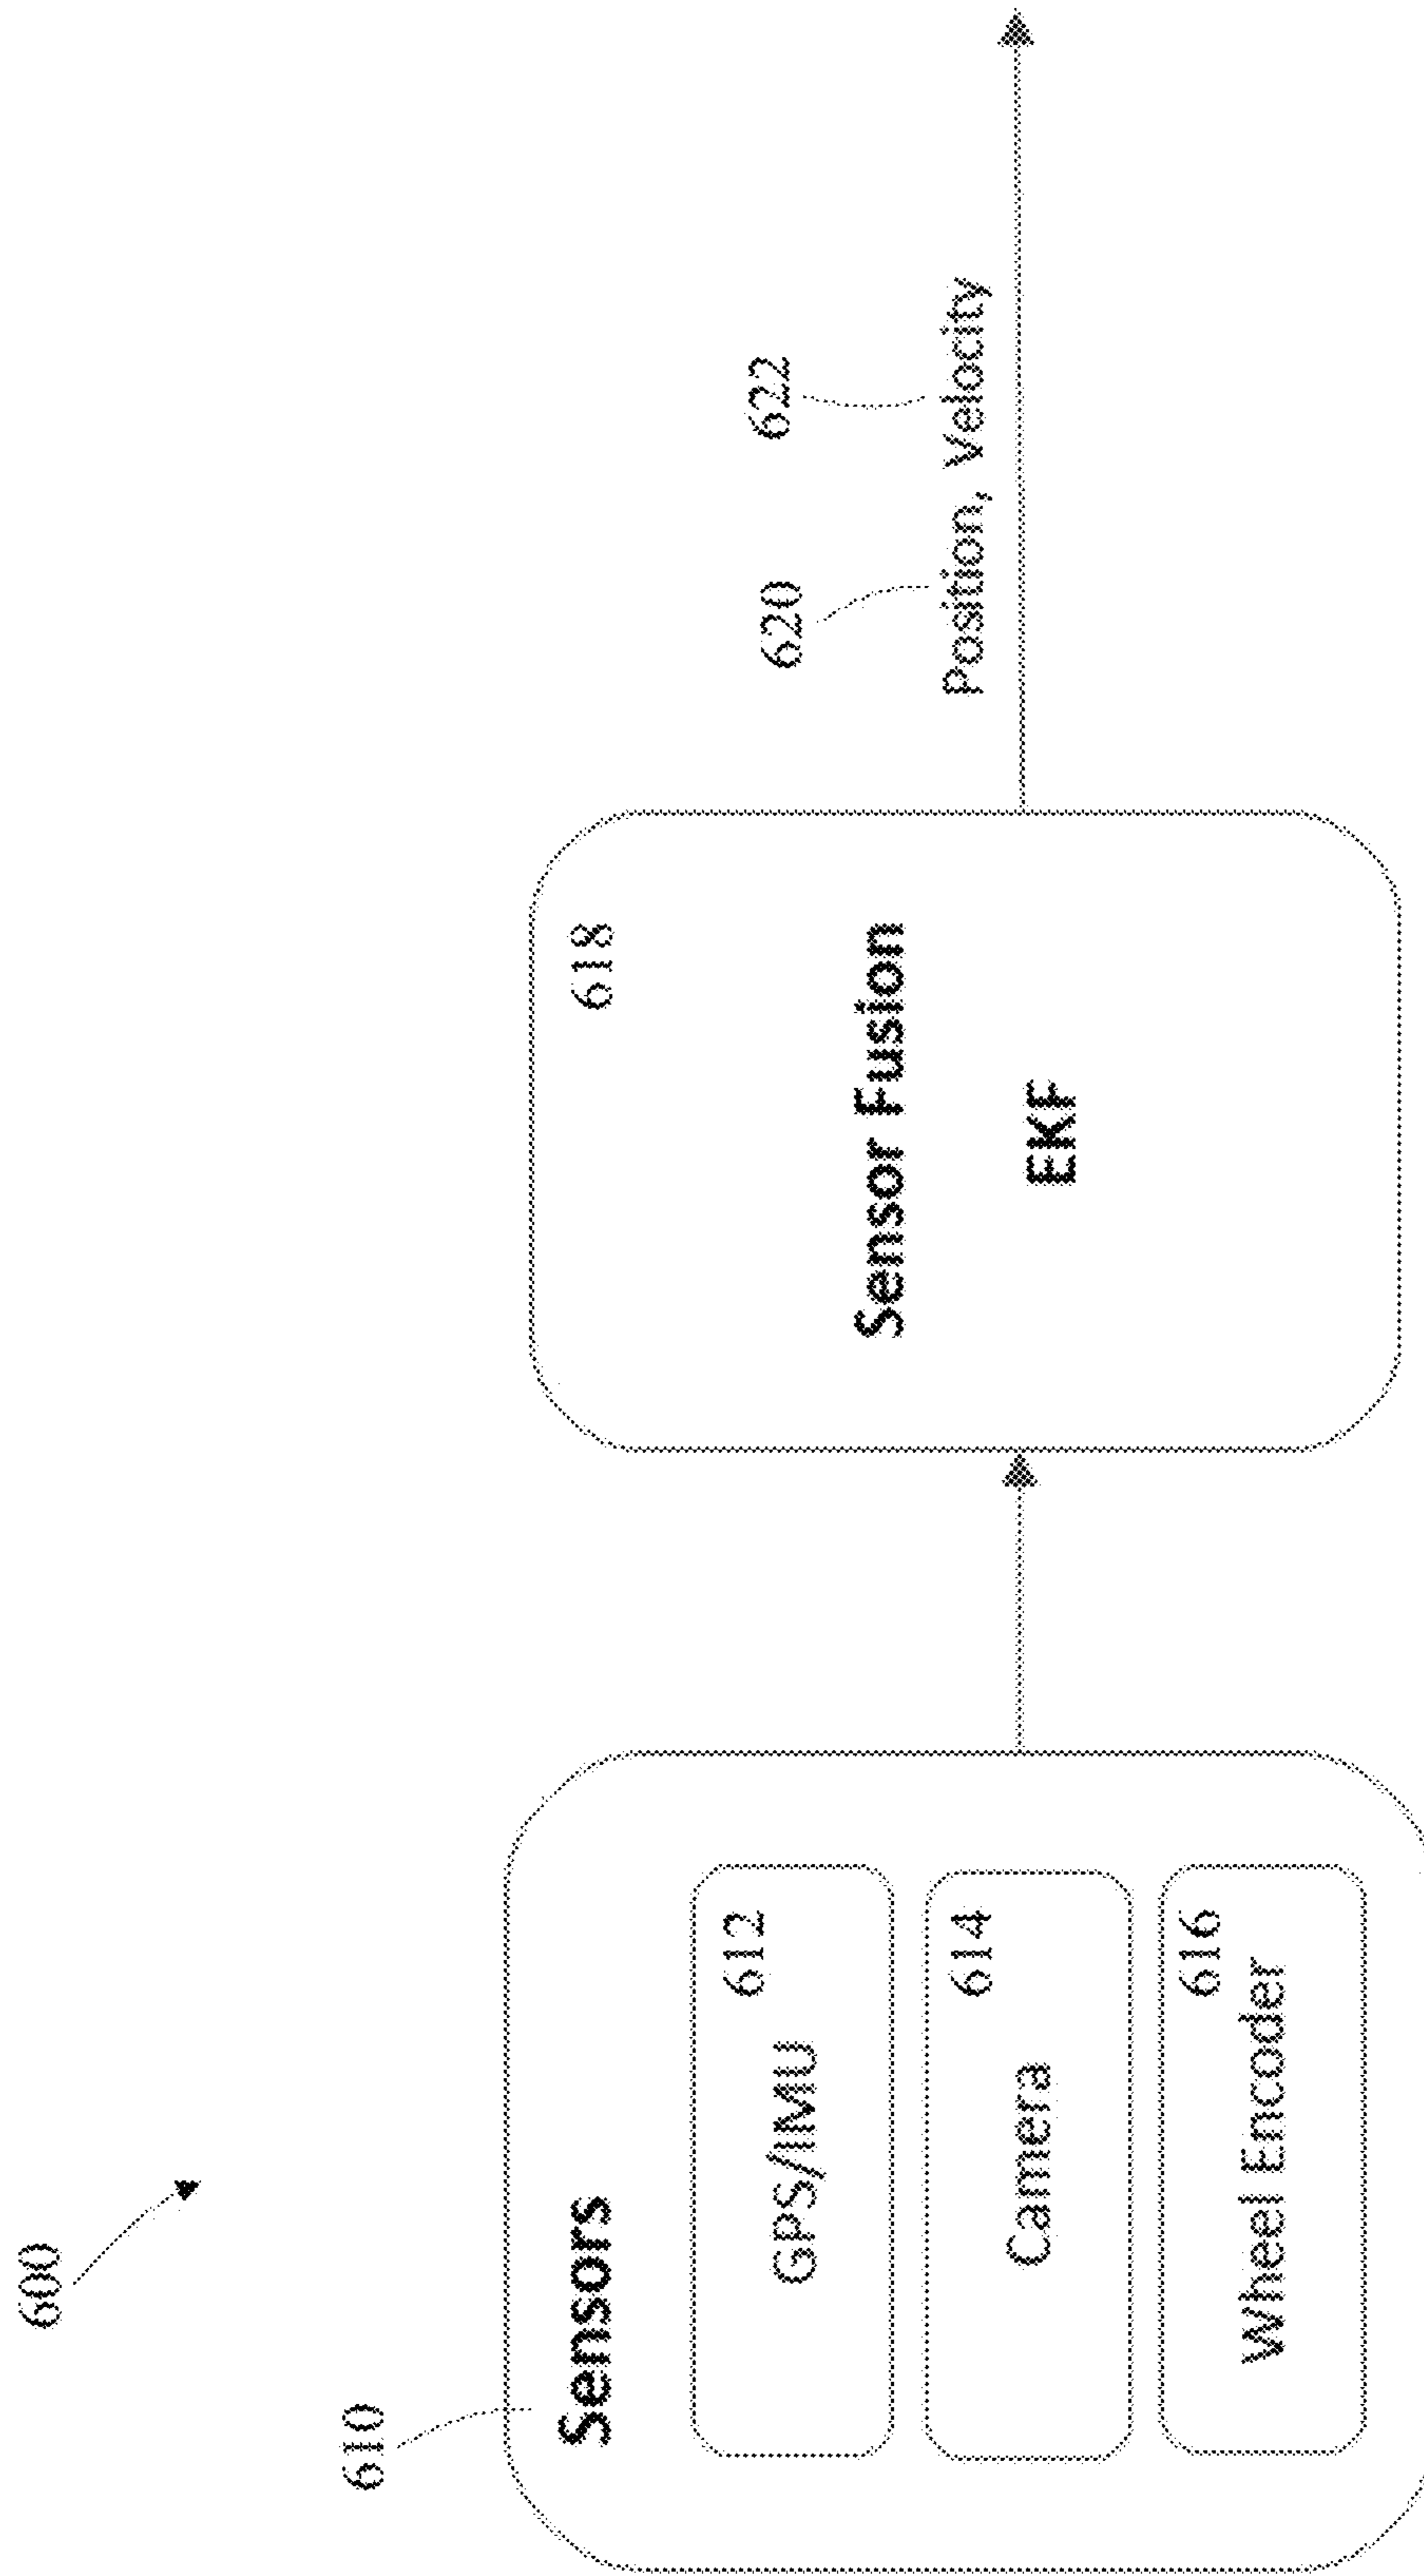 600
610
Sensors
612
GPS/IMU
614
Camera
616
Wheel Encoder
618
Sensor Fusion
EKF
620
622
Position, Velocity